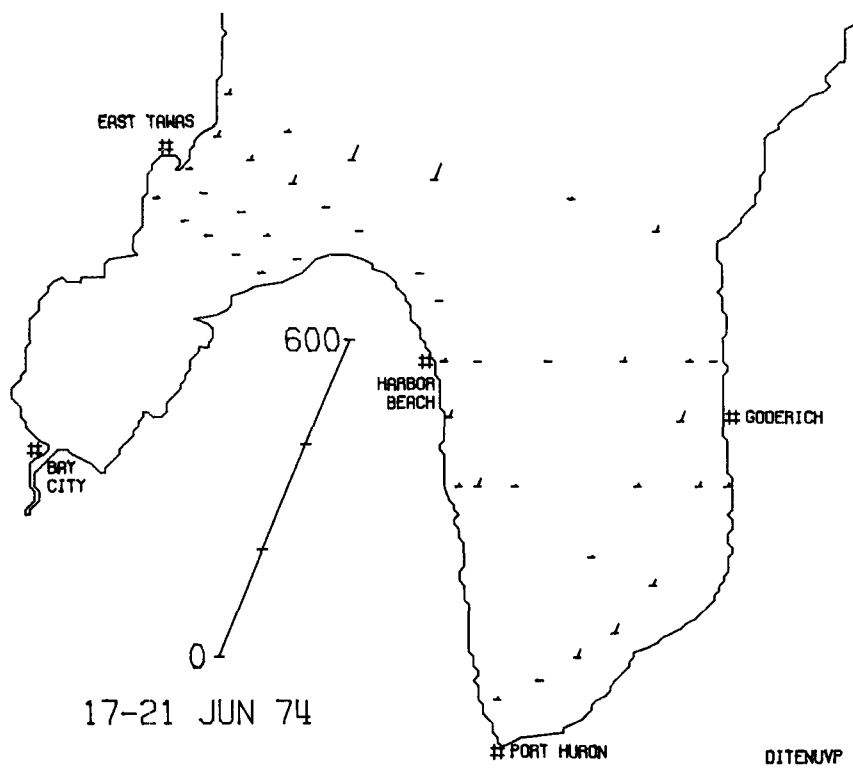 EAST TAWAS
600
HARBOR
BEACH
GODERICH
BAY
CITY
0
17-21 JUN 74
PORT HURON
DITENUVP